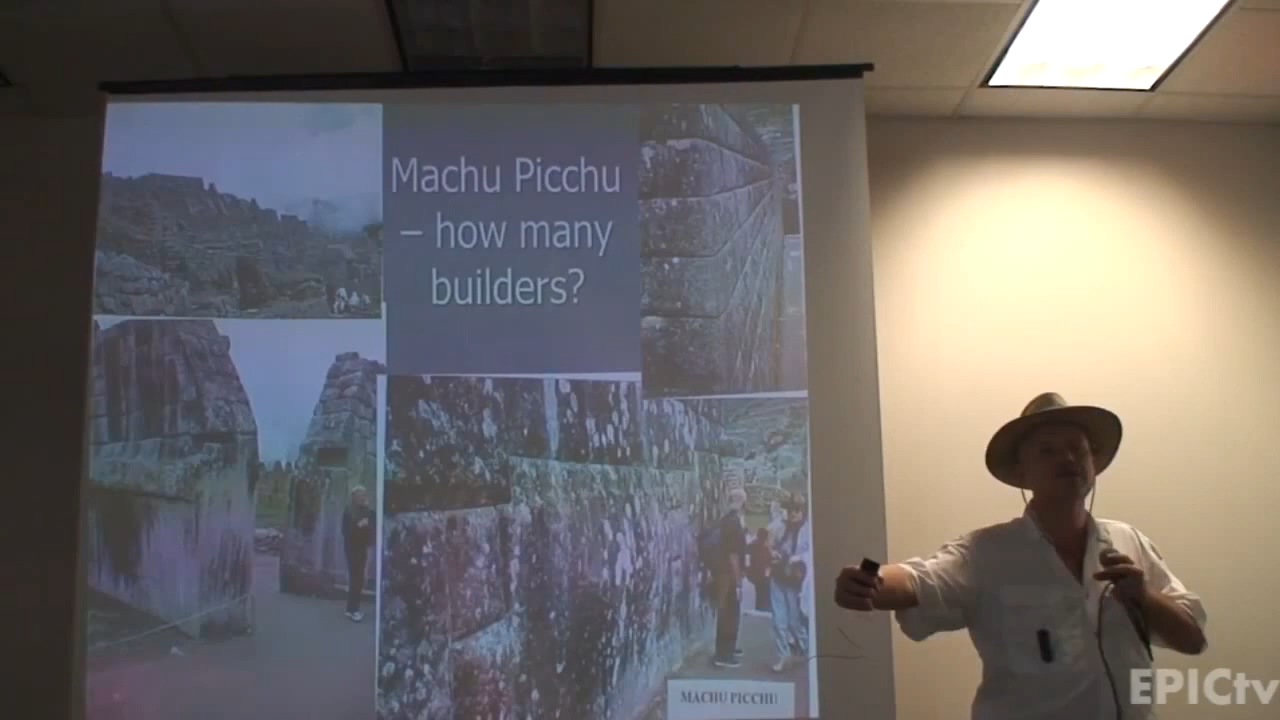 Machu Picchu
– how many
builders?
MACHU PICCHU
EPICtv